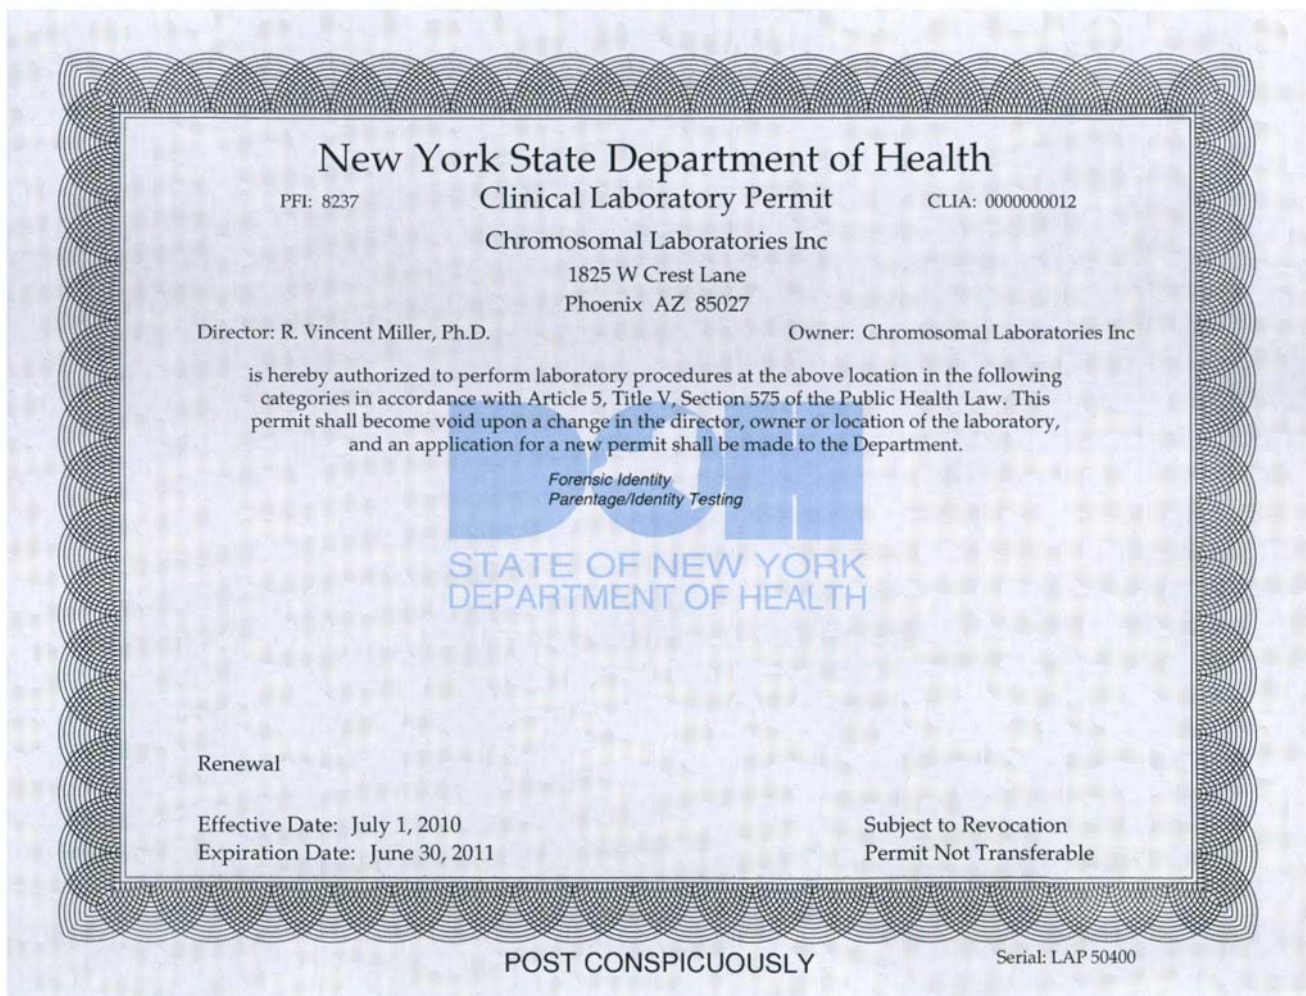 New York State Department of Health
PFI: 8237 Clinical Laboratory Permit CLIA: 0000000012
Chromosomal Laboratories Inc
1825 W Crest Lane
Phoenix AZ 85027
Director: R. Vincent Miller, Ph.D. Owner: Chromosomal Laboratories Inc
is hereby authorized to perform laboratory procedures at the above location in the following
categories in accordance with Article 5, Title V, Section 575 of the Public Health Law. This
permit shall become void upon a change in the director, owner or location of the laboratory,
and an application for a new permit shall be made to the Department.
DOH
Forensic Identity
Parentage/Identity Testing
STATE OF NEW YORK
DEPARTMENT OF HEALTH
Renewal
Effective Date: July 1, 2010 Subject to Revocation
Expiration Date: June 30, 2011 Permit Not Transferable
POST CONSPICUOUSLY Serial: LAP 50400